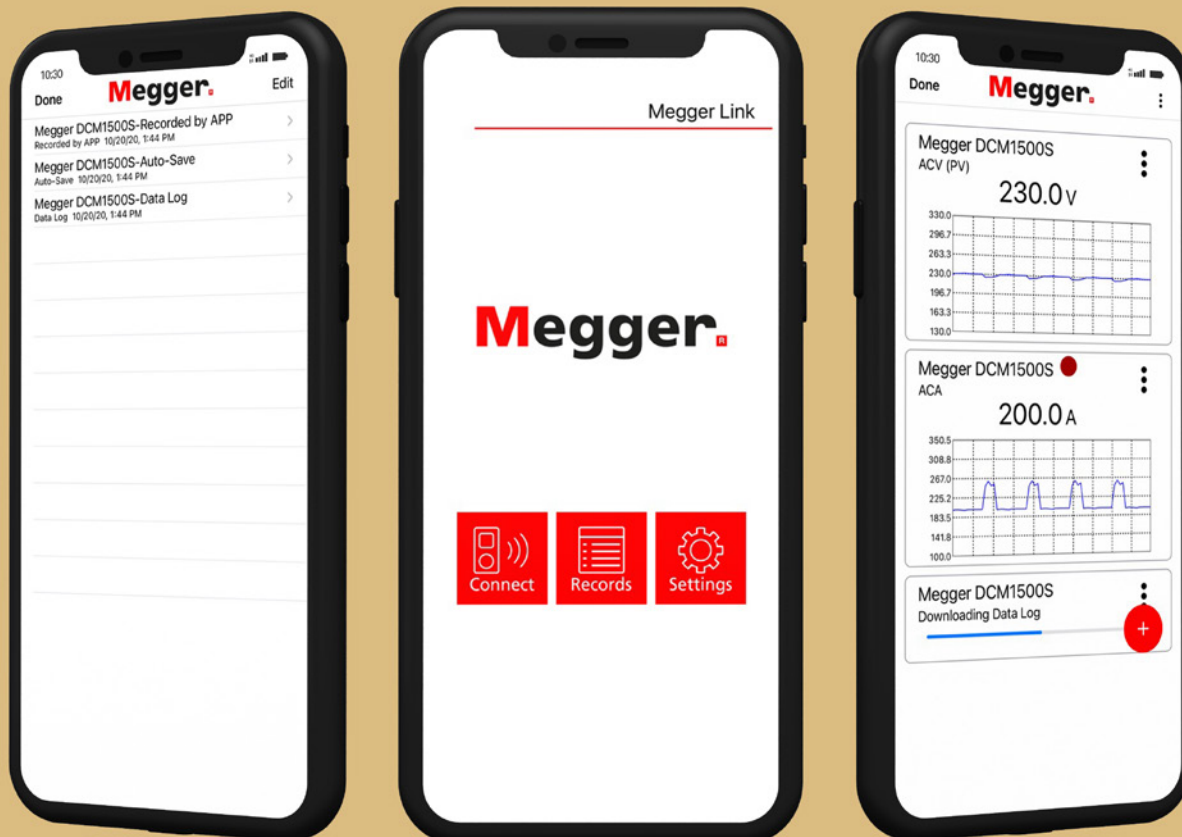 10:30
Done Megger. Edit
Megger DCM1500S-Recorded by APP
Recorded by APP 10/20/20, 1:44 PM
Megger DCM1500S-Auto-Save
Auto-Save 10/20/20, 1:44 PM
Megger DCM1500S-Data Log
Data Log 10/20/20, 1:44 PM
Megger Link
Megger.
R
Connect
Records
Settings
10:30
Done Megger.
Megger DCM1500S
ACV (PV)
230.0 V
330.0
296.7
263.3
230.0
196.7
163.3
130.0
Megger DCM1500S
ACA
200.0 A
350.5
308.8
267.0
225.2
183.5
141.8
100.0
Megger DCM1500S
Downloading Data Log
+